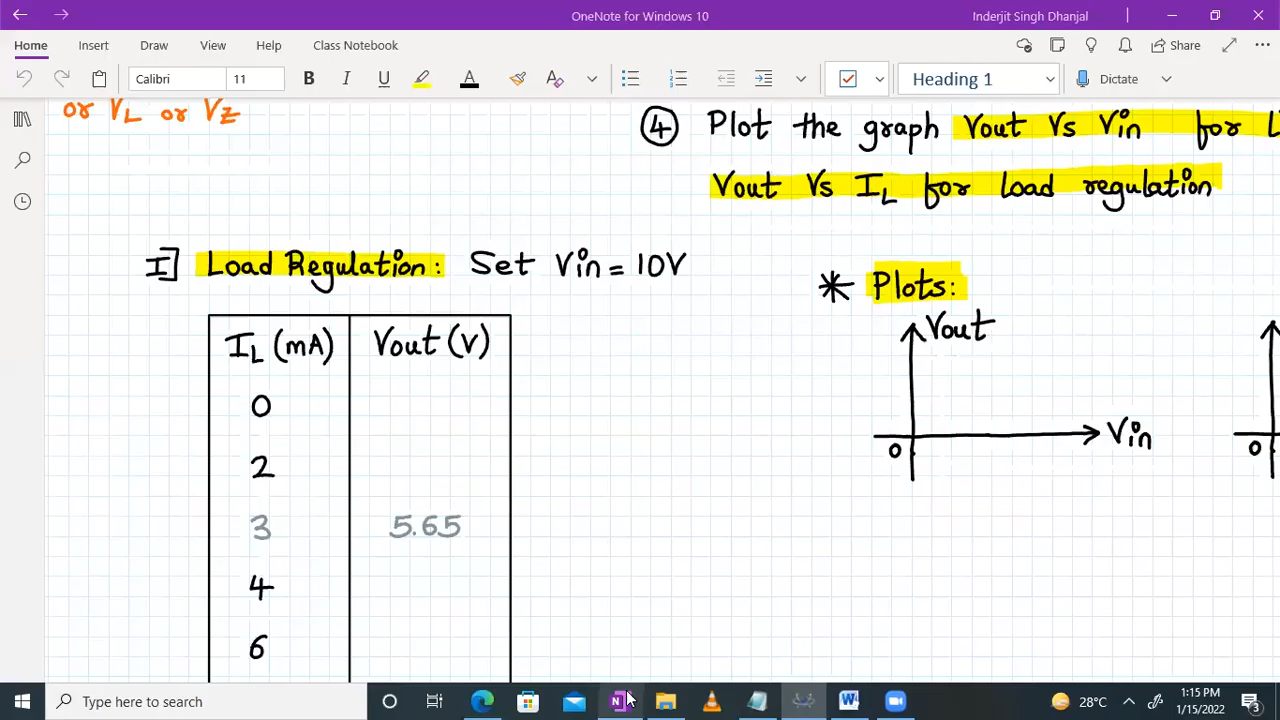 OneNote for Windows 10
Inderjit Singh Dhanjal
Home Insert Draw View Help Class Notebook
Share
Calibri 11 B I U A A Heading 1 Dictate
or VL or VZ
④ Plot the graph Vout Vs Vin for L
Vout Vs IL for load regulation
I] Load Regulation: Set Vin = 10V
* Plots:
IL (mA) Vout (V)
0
2
3 5.65
4
6
Vout
Vin
0
0
Type here to search
28°C
1:15 PM
1/15/2022
3